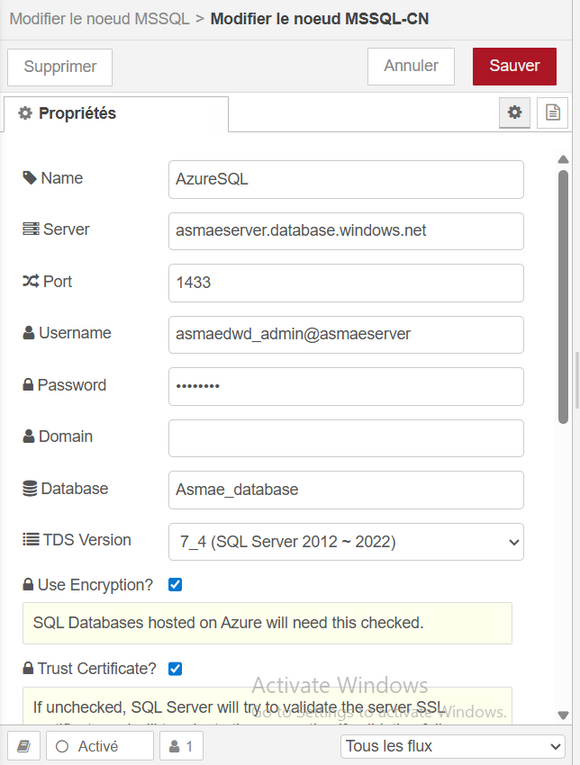 Modifier le noeud MSSQL > Modifier le noeud MSSQL-CN
Supprimer
Annuler
Sauver
Propriétés
Name
AzureSQL
Server
asmaeserver.database.windows.net
Port
1433
Username
asmaedwd_admin@asmaeserver
Password
••••••••
Domain
Database
Asmae_database
TDS Version
7_4 (SQL Server 2012 ~ 2022)
Use Encryption?
SQL Databases hosted on Azure will need this checked.
Trust Certificate?
Activate Windows
If unchecked, SQL Server will try to validate the server SSL
Go to Settings to activate Windows.
Activé
1
Tous les flux